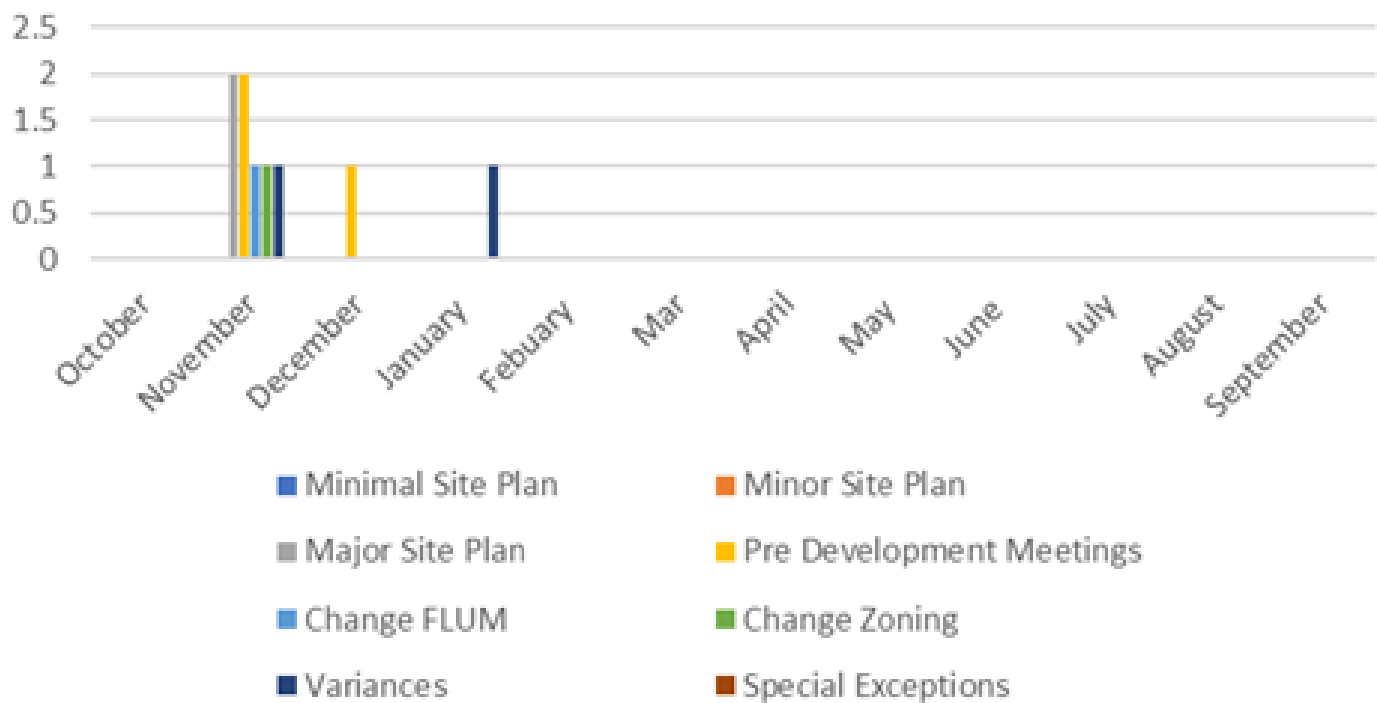 2.5
2
1.5
1
0.5
0
October
November
December
January
Febuary
Mar
April
May
June
July
August
September
Minimal Site Plan
Minor Site Plan
Major Site Plan
Pre Development Meetings
Change FLUM
Change Zoning
Variances
Special Exceptions